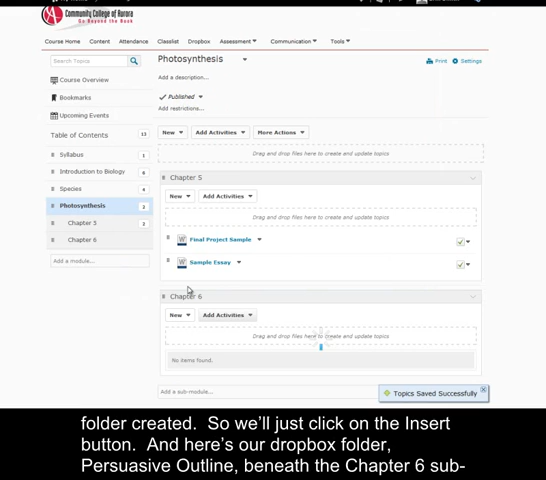 Community College of Aurora
Go Beyond the Book
Course Home Content Attendance Classlist Dropbox Assessment Communication Tools
Search Topics
Photosynthesis
Print Settings
Course Overview
Add a description...
Bookmarks
Published
Upcoming Events
Add restrictions...
Table of Contents 13
New Add Activities More Actions
Syllabus 1
Drag and drop files here to create and update topics
Introduction to Biology 6
Chapter 5
Species 4
New Add Activities
Photosynthesis 2
Drag and drop files here to create and update topics
Chapter 5 2
Final Project Sample
Chapter 6
Sample Essay
Add a module...
Chapter 6
New Add Activities
Drag and drop files here to create and update topics
No items found.
Add a sub-module...
Topics Saved Successfully
folder created. So we'll just click on the Insert
button. And here's our dropbox folder,
Persuasive Outline, beneath the Chapter 6 sub-